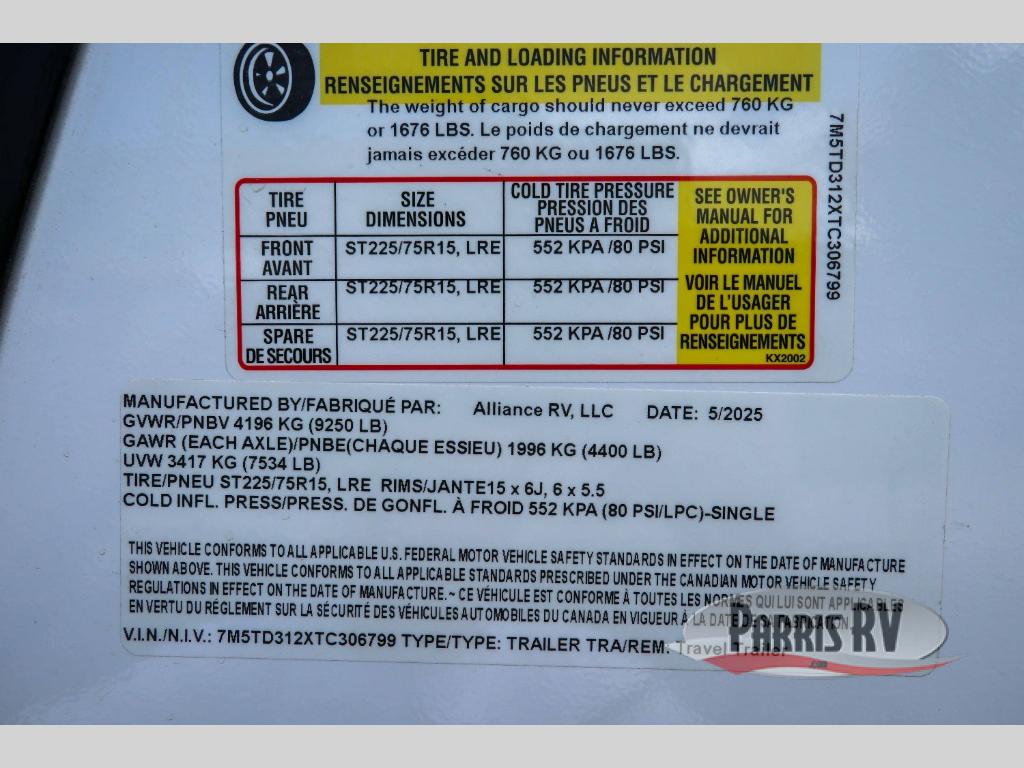 TIRE AND LOADING INFORMATION
RENSEIGNEMENTS SUR LES PNEUS ET LE CHARGEMENT
The weight of cargo should never exceed 760 KG
or 1676 LBS. Le poids de chargement ne devrait
jamais excéder 760 KG ou 1676 LBS.
TIRE
PNEU
SIZE
DIMENSIONS
COLD TIRE PRESSURE
PRESSION DES
PNEUS A FROID
FRONT
AVANT
ST225/75R15, LRE
552 KPA /80 PSI
REAR
ARRIÈRE
ST225/75R15, LRE
552 KPA /80 PSI
SPARE
DE SECOURS
ST225/75R15, LRE
552 KPA /80 PSI
SEE OWNER'S
MANUAL FOR
ADDITIONAL
INFORMATION
VOIR LE MANUEL
DE L'USAGER
POUR PLUS DE
RENSEIGNEMENTS
KX2002
7M5TD312XTC306799
MANUFACTURED BY/FABRIQUÉ PAR: Alliance RV, LLC DATE: 5/2025
GVWR/PNBV 4196 KG (9250 LB)
GAWR (EACH AXLE)/PNBE(CHAQUE ESSIEU) 1996 KG (4400 LB)
UVW 3417 KG (7534 LB)
TIRE/PNEU ST225/75R15, LRE RIMS/JANTE15 x 6J, 6 x 5.5
COLD INFL. PRESS/PRESS. DE GONFL. À FROID 552 KPA (80 PSI/LPC)-SINGLE
THIS VEHICLE CONFORMS TO ALL APPLICABLE U.S. FEDERAL MOTOR VEHICLE SAFETY STANDARDS IN EFFECT ON THE DATE OF MANUFACTURE
SHOWN ABOVE. THIS VEHICLE CONFORMS TO ALL APPLICABLE STANDARDS PRESCRIBED UNDER THE CANADIAN MOTOR VEHICLE SAFETY
REGULATIONS IN EFFECT ON THE DATE OF MANUFACTURE. ~ CE VÉHICULE EST CONFORME À TOUTES LES NORMES QUI LUI SONT APPLICABLES
EN VERTU DU RÉGLEMENT SUR LA SÉCURITÉ DES VÉHICULES AUTOMOBILES DU CANADA EN VIGUEUR À LA DATE DE SA FABRICATION.
V.I.N./N.I.V.: 7M5TD312XTC306799 TYPE/TYPE: TRAILER TRA/REM: Travel Trailer
PARRIS RV
.com